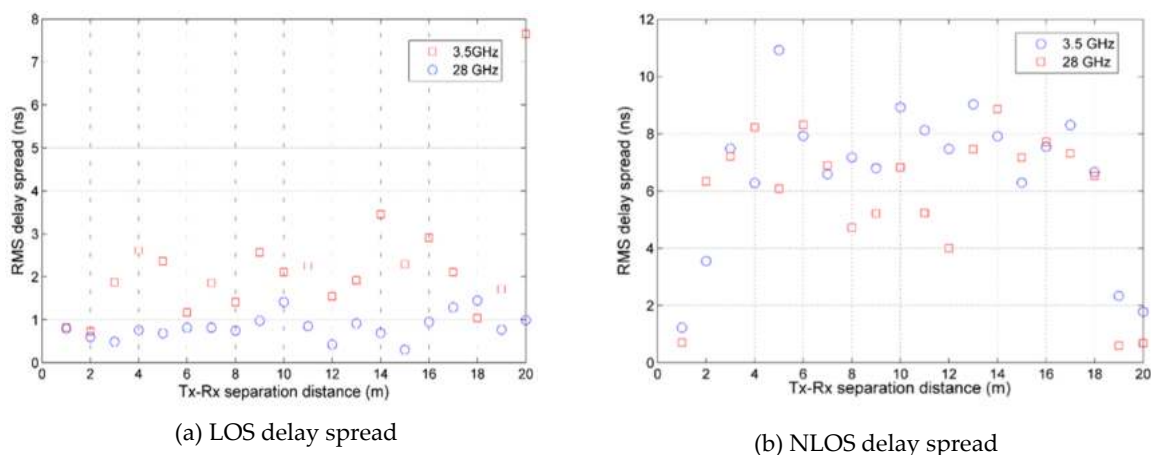 RMS delay spread (ns)
8
7
6
5
4
3
2
1
0
3.5GHz
28 GHz
0 2 4 6 8 10 12 14 16 18 20
Tx-Rx separation distance (m)
(a) LOS delay spread
RMS delay spread (ns)
12
10
8
6
4
2
0
3.5 GHz
28 GHz
0 2 4 6 8 10 12 14 16 18 20
Tx-Rx separation distance (m)
(b) NLOS delay spread